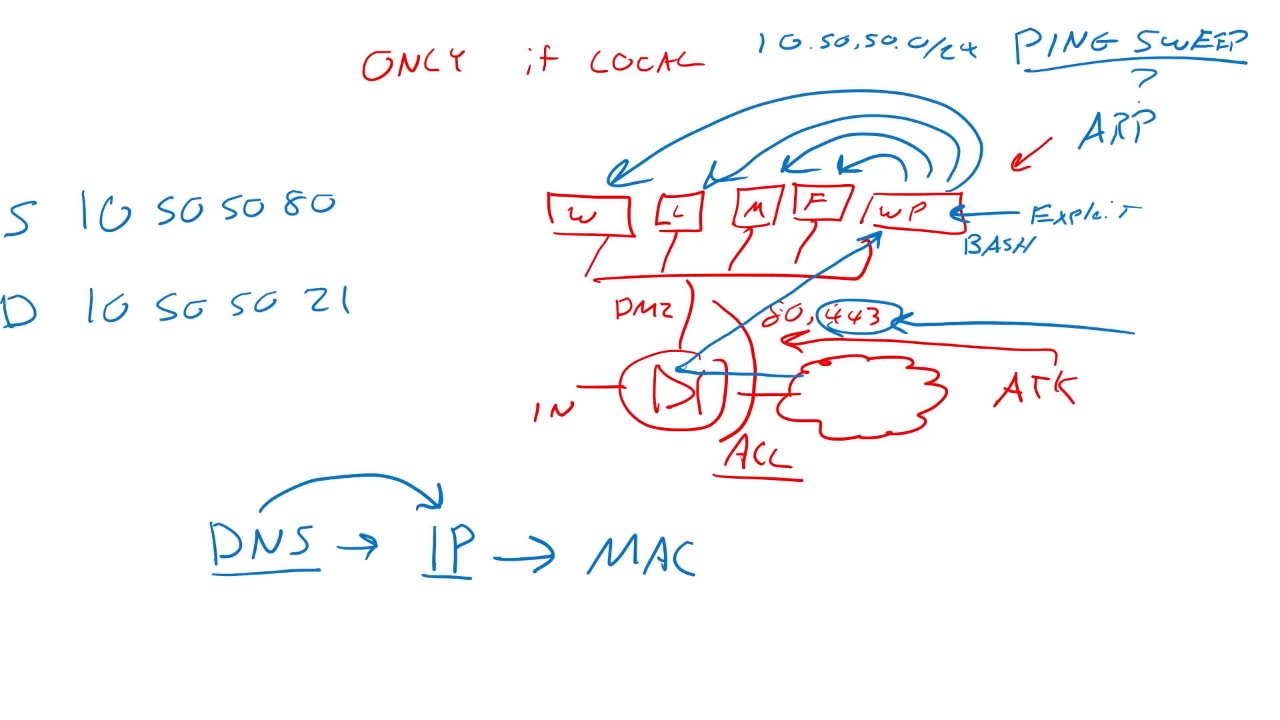 ONLY if LOCAL
10.50.50.0/24 PING SWEEP
?
ARP
S 10 50 50 80
W L M F WP
Exploit
BASH
D 10 50 50 21
DMZ
80, 443
IN
ATK
ACL
DNS → IP → MAC